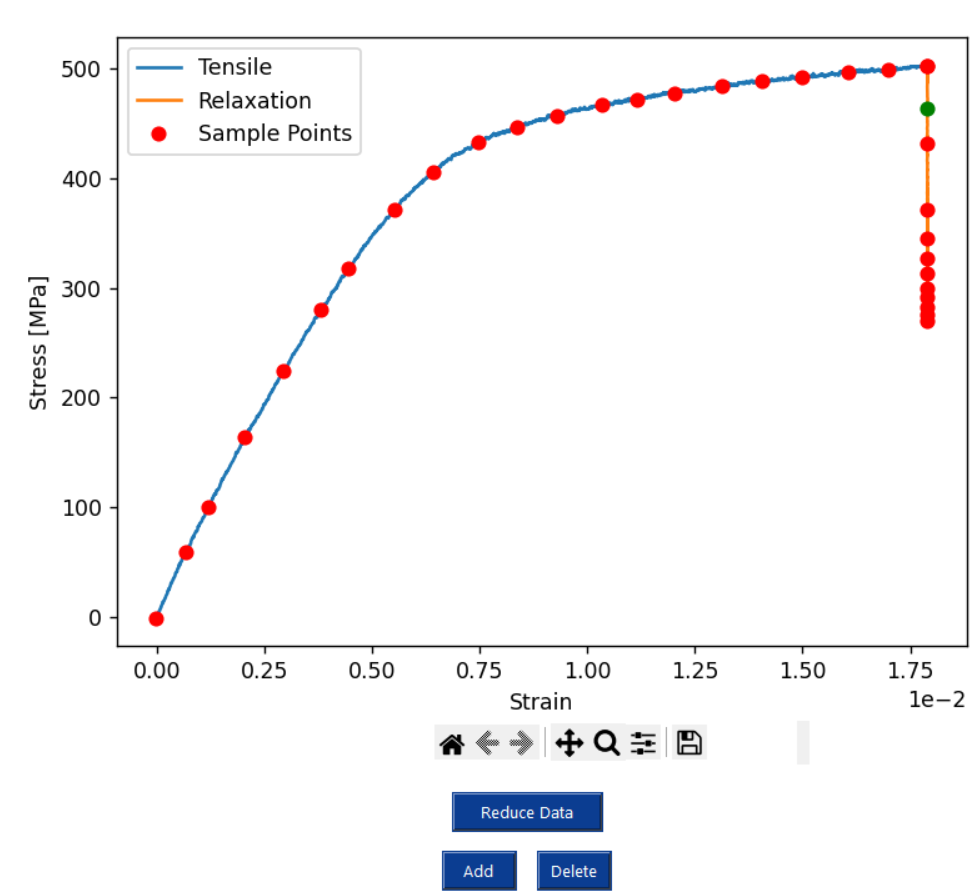 Tensile
Relaxation
Sample Points
500
400
300
200
100
0
Stress [MPa]
0.00 0.25 0.50 0.75 1.00 1.25 1.50 1.75
1e−2
Strain
Reduce Data
Add Delete